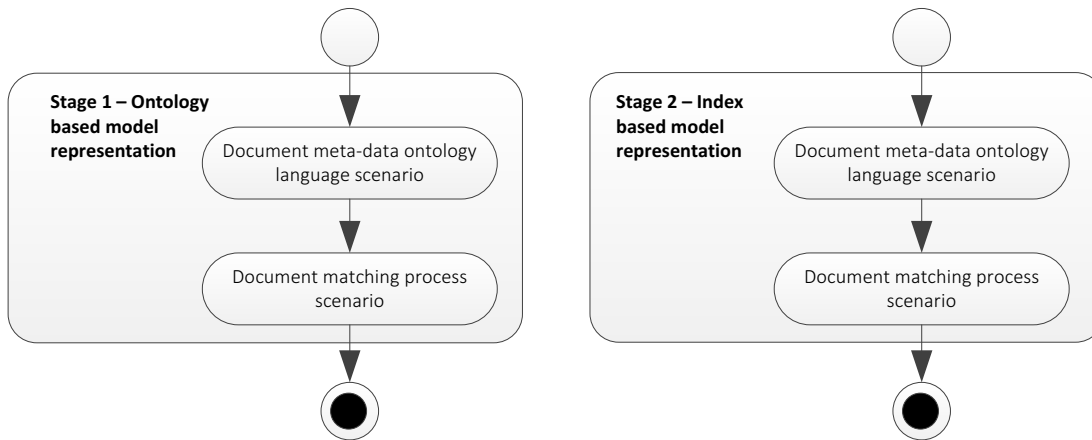 Stage 1 – Ontology
based model
representation
Document meta-data ontology
language scenario
Document matching process
scenario
Stage 2 – Index
based model
representation
Document meta-data ontology
language scenario
Document matching process
scenario